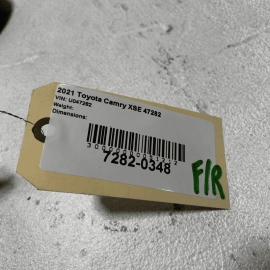 2021 Toyota Camry XSE 47282
VIN: U047282
Weight:
Dimensions:
7282-0348
F/R